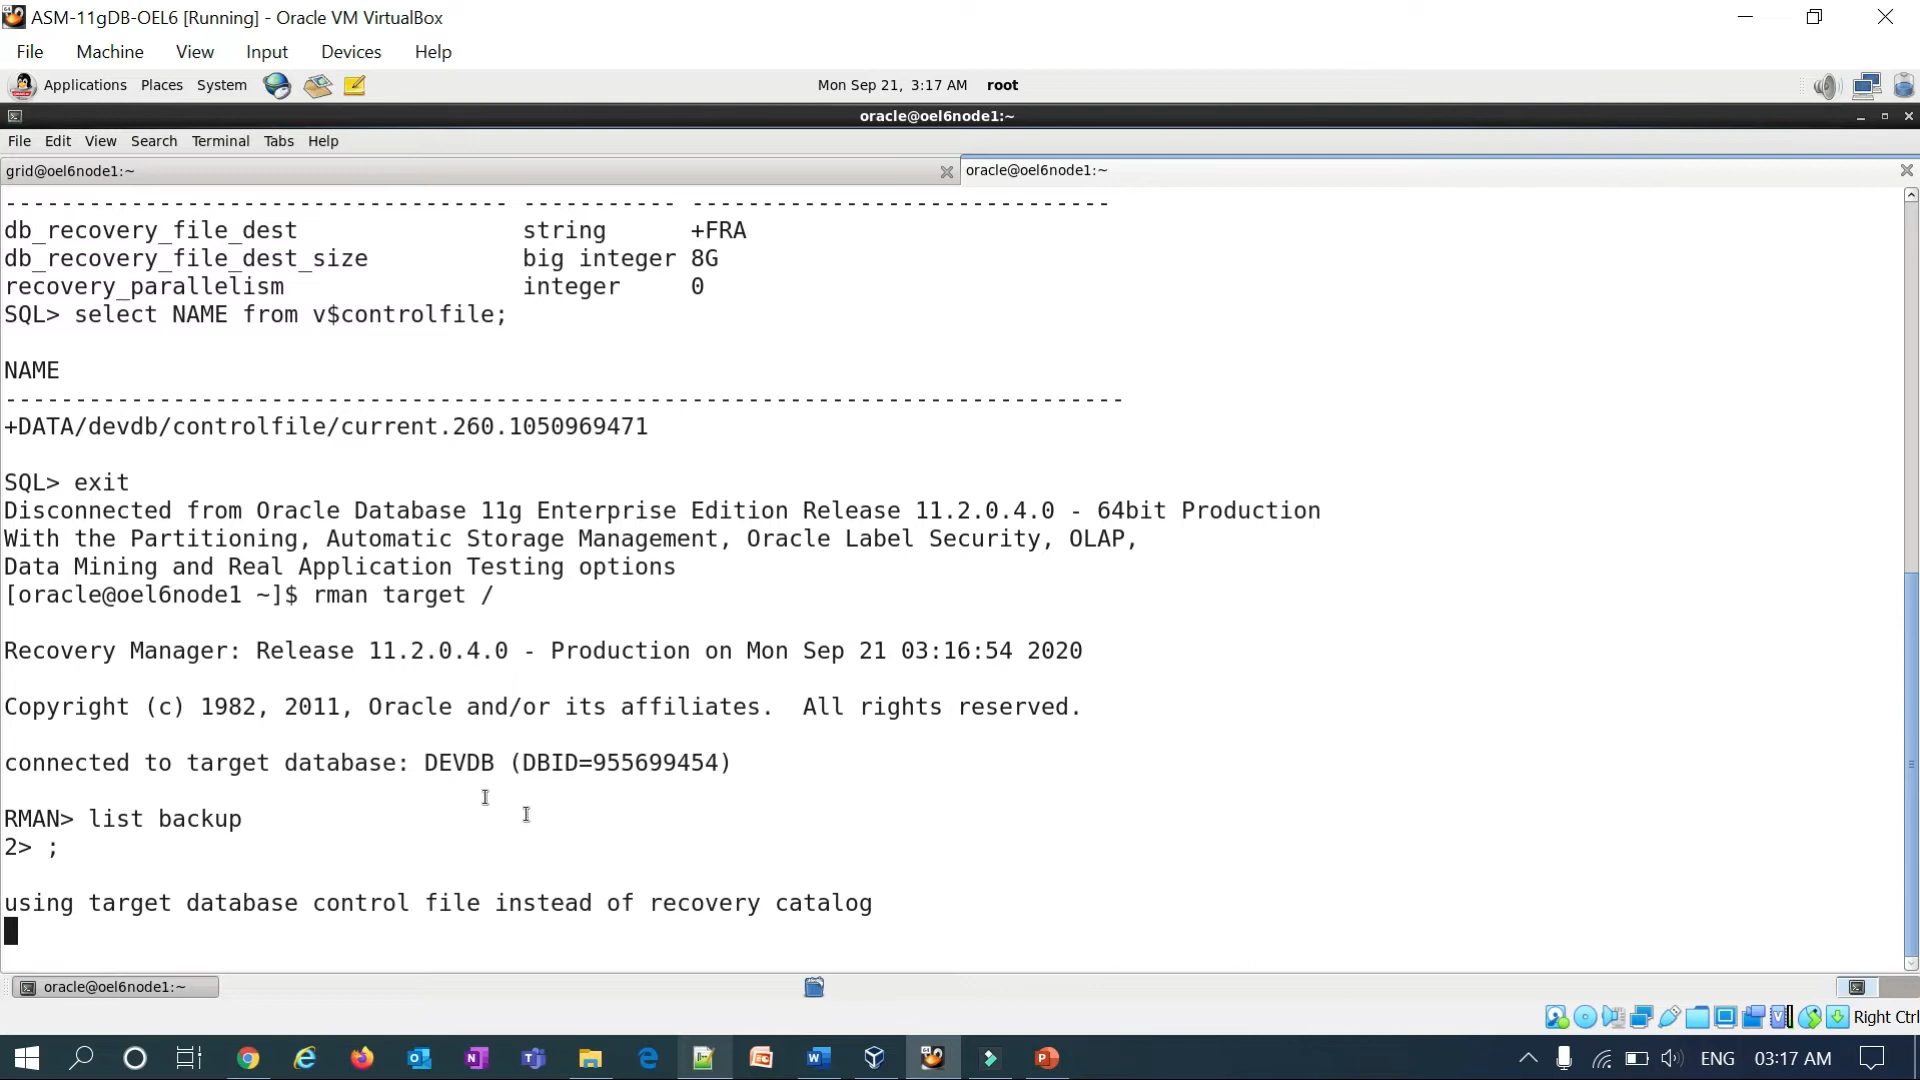 ASM-11gDB-OEL6 [Running] - Oracle VM VirtualBox
File Machine View Input Devices Help
Applications Places System Mon Sep 21, 3:17 AM root
oracle@oel6node1:~
File Edit View Search Terminal Tabs Help
grid@oel6node1:~ oracle@oel6node1:~
------------------------------------ ----------- ------------------------------
db_recovery_file_dest string +FRA
db_recovery_file_dest_size big integer 8G
recovery_parallelism integer 0
SQL> select NAME from v$controlfile;
NAME
--------------------------------------------------------------------------------
+DATA/devdb/controlfile/current.260.1050969471
SQL> exit
Disconnected from Oracle Database 11g Enterprise Edition Release 11.2.0.4.0 - 64bit Production
With the Partitioning, Automatic Storage Management, Oracle Label Security, OLAP,
Data Mining and Real Application Testing options
[oracle@oel6node1 ~]$ rman target /
Recovery Manager: Release 11.2.0.4.0 - Production on Mon Sep 21 03:16:54 2020
Copyright (c) 1982, 2011, Oracle and/or its affiliates.  All rights reserved.
connected to target database: DEVDB (DBID=955699454)
RMAN> list backup
2> ;
using target database control file instead of recovery catalog
oracle@oel6node1:~
Right Ctrl
ENG 03:17 AM